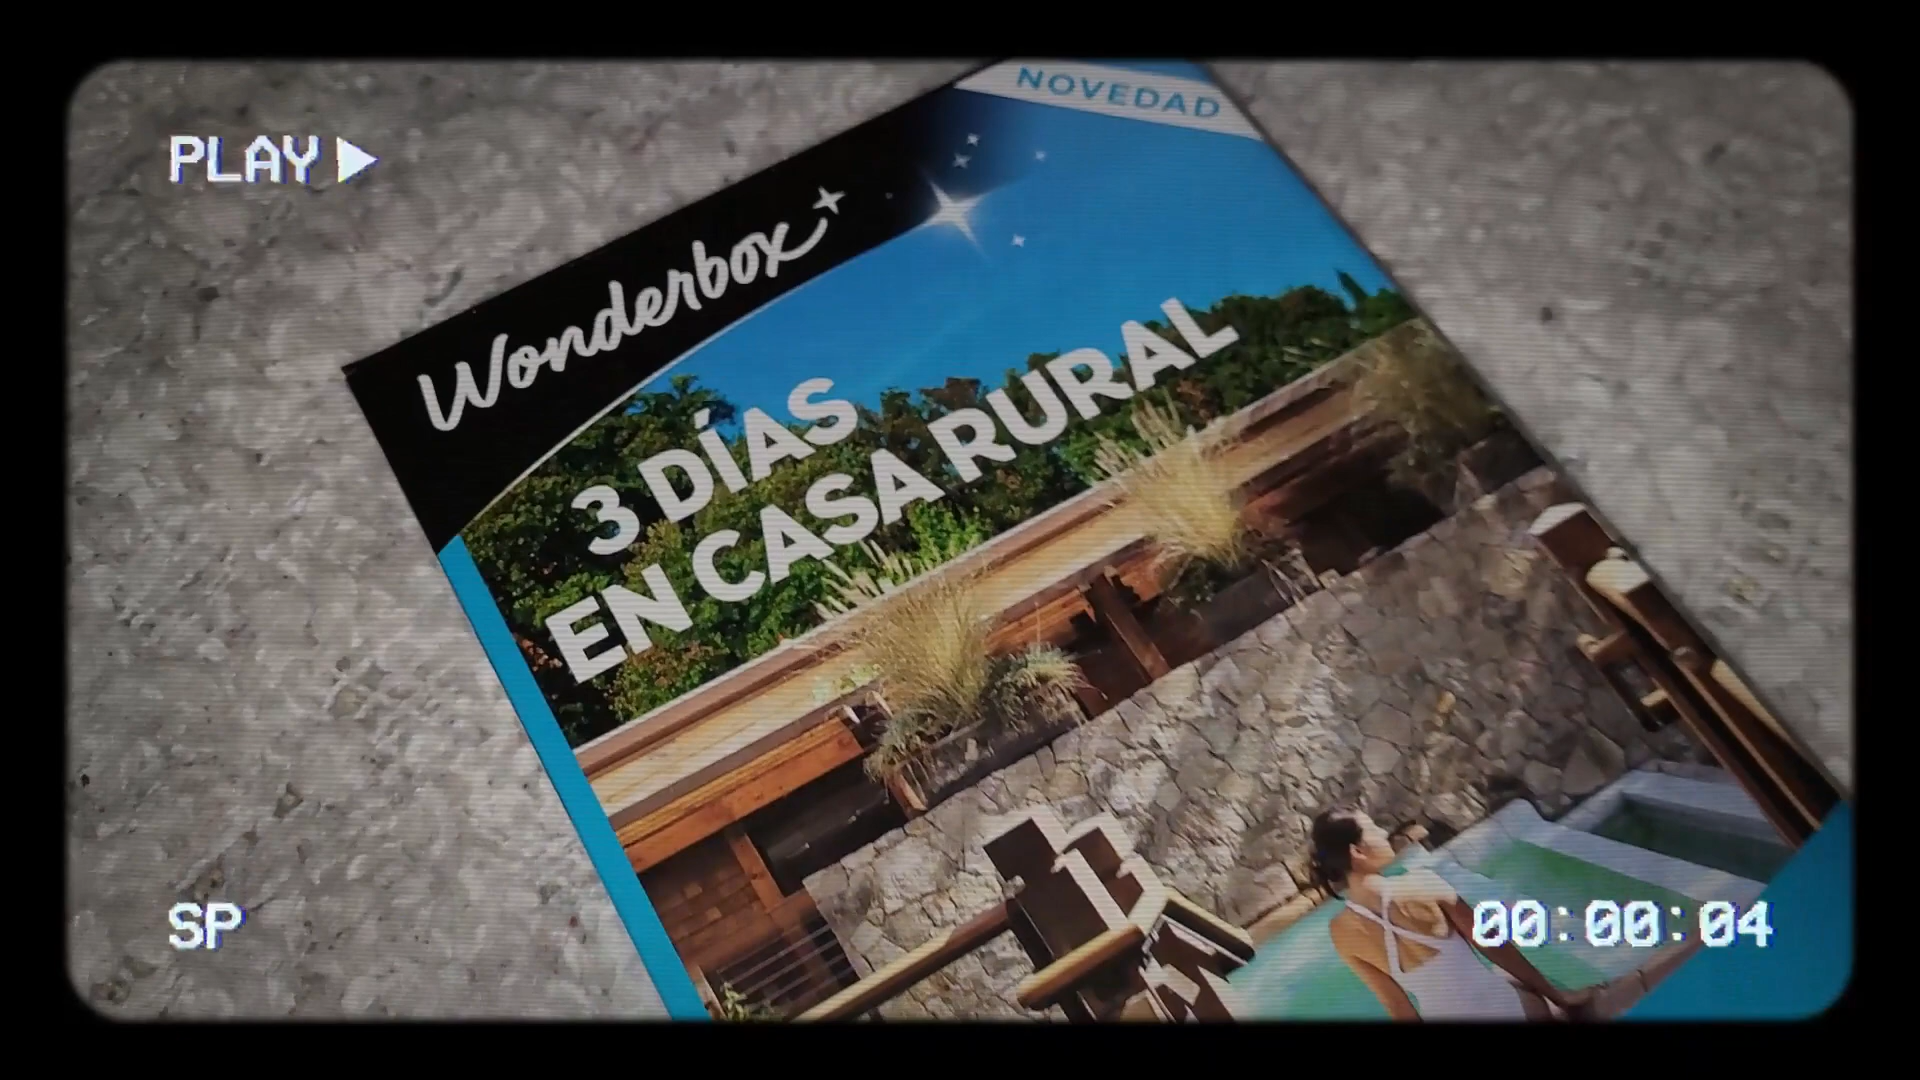 PLAY
NOVEDAD
Wonderbox
3 DÍAS
EN CASA RURAL
SP
00:00:04